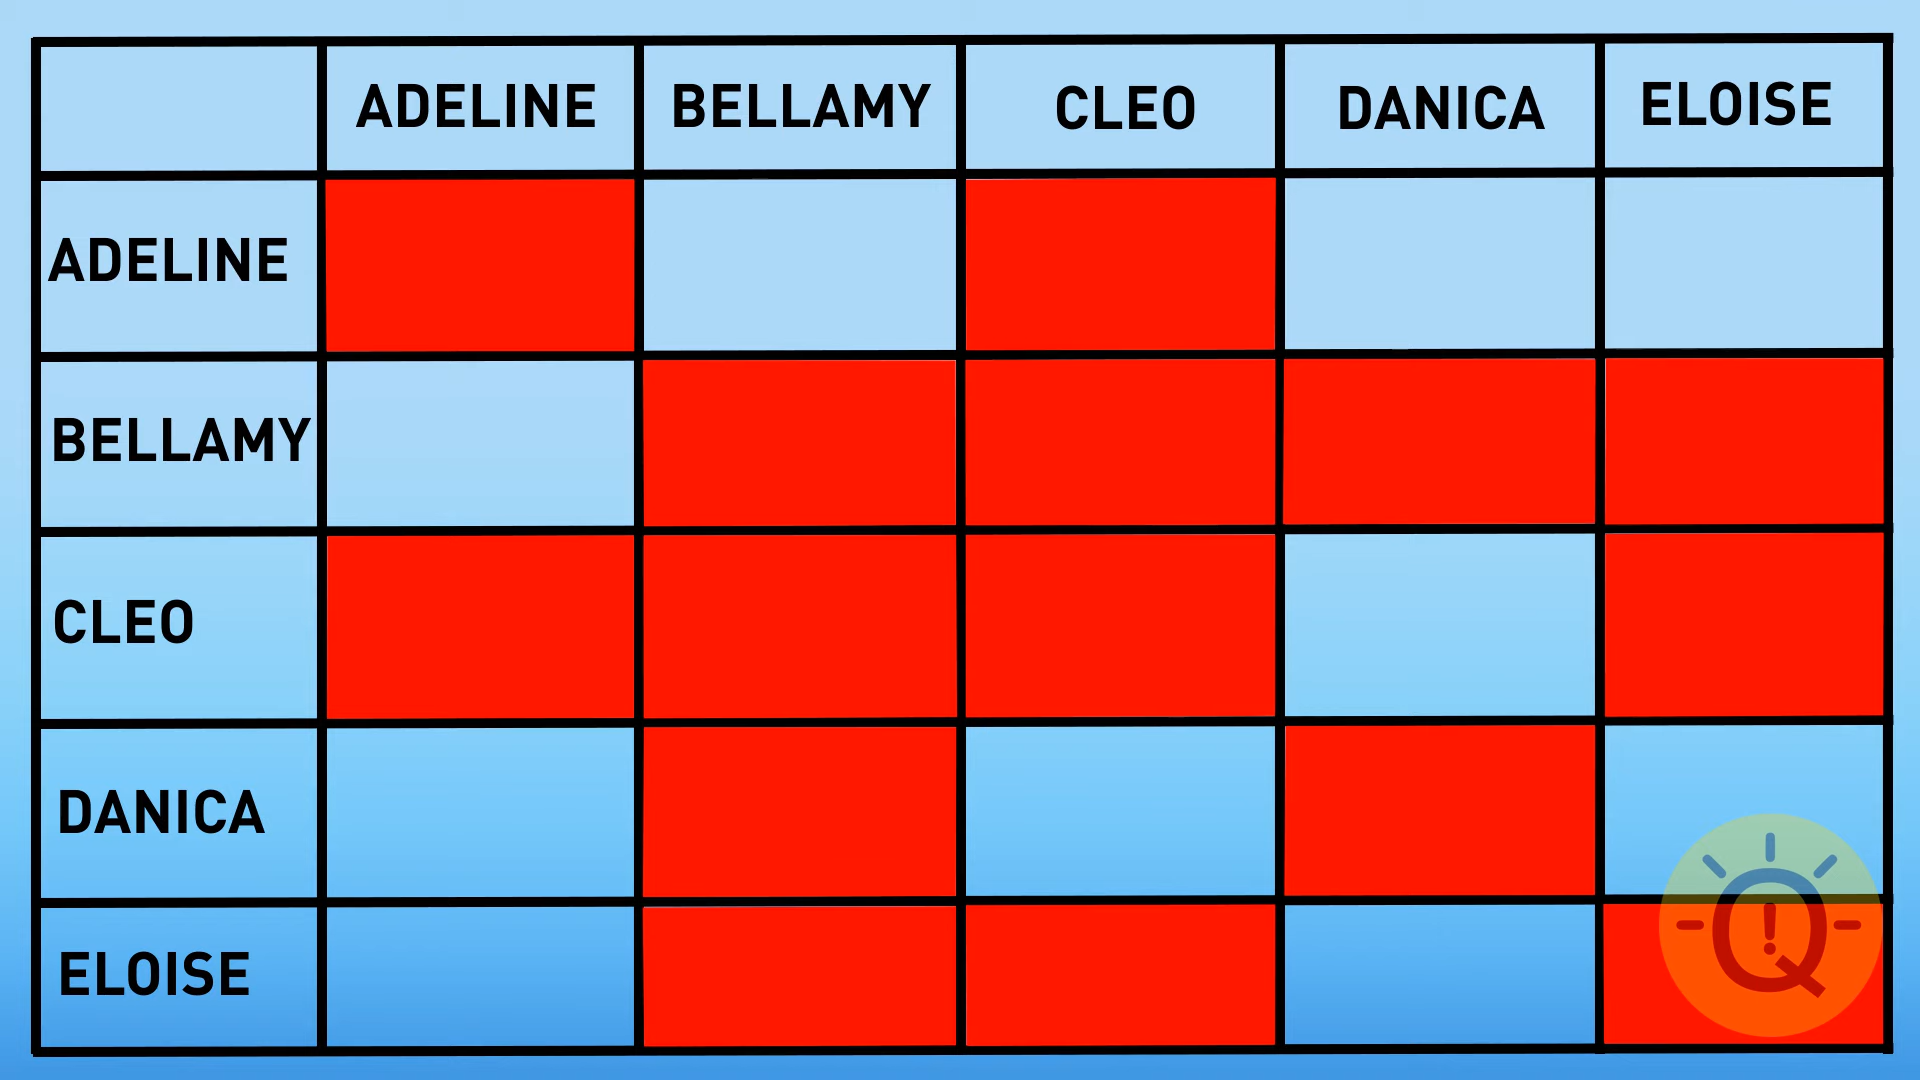 ADELINE BELLAMY CLEO DANICA ELOISE
ADELINE
BELLAMY
CLEO
DANICA
ELOISE
Q!